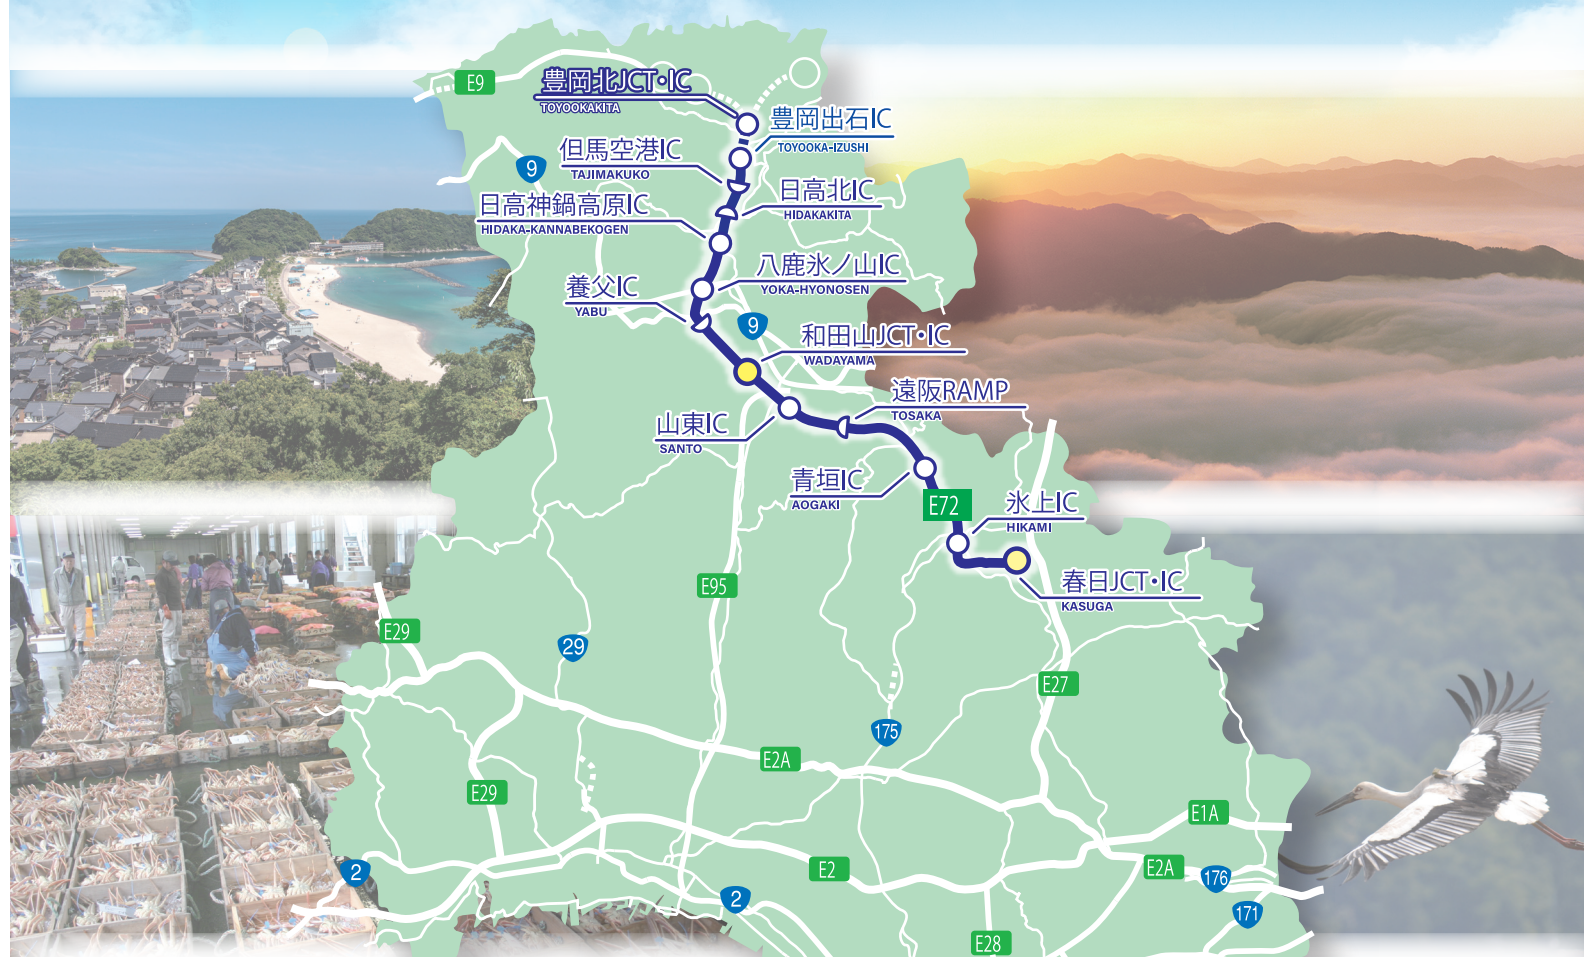 E9
豊岡北JCT・IC
TOYOOKAKITA
豊岡出石IC
TOYOOKA-IZUSHI
但馬空港IC
TAJIMAKUKO
9
日高北IC
HIDAKAKITA
日高神鍋高原IC
HIDAKA-KANNABEKOGEN
八鹿氷ノ山IC
YOKA-HYONOSEN
養父IC
YABU
9
和田山JCT・IC
WADAYAMA
遠阪RAMP
TOSAKA
山東IC
SANTO
青垣IC
AOGAKI
E72
氷上IC
HIKAMI
春日JCT・IC
KASUGA
E95
E29
29
E27
175
E2A
E29
E1A
E2
E2A
2
176
2
171
E28